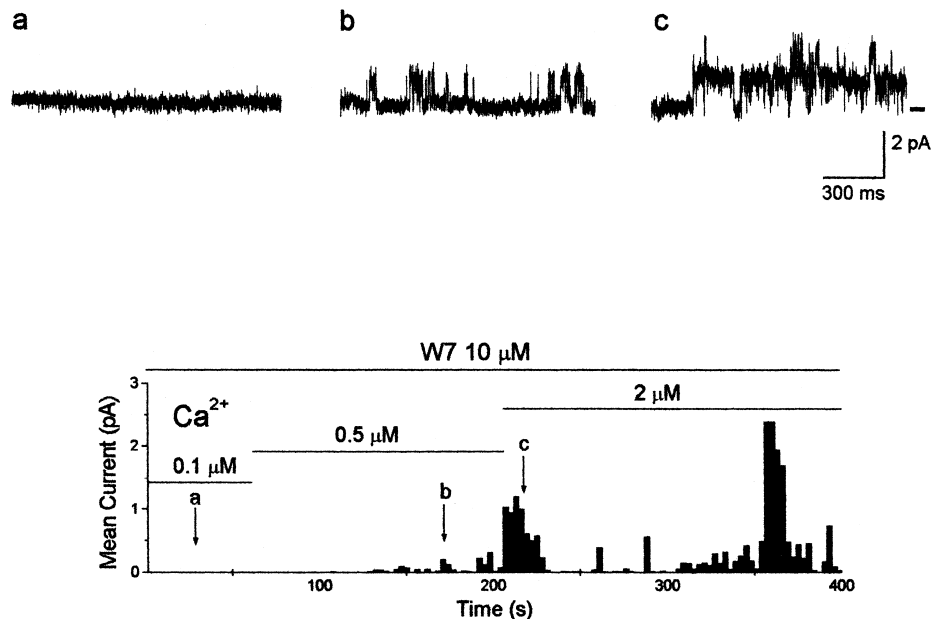 a b c
2 pA
300 ms
W7 10 μM
3
Ca²⁺
2 μM
Mean Current (pA)
0.5 μM
2
c
0.1 μM
a
b
1
0
100 200 300 400
Time (s)